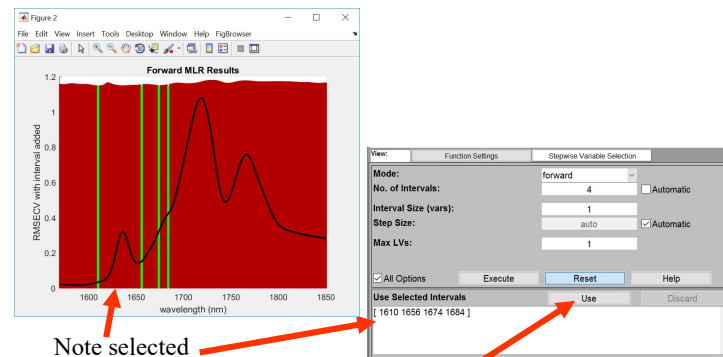 Figure 2
File Edit View Insert Tools Desktop Window Help FigBrowser
Forward MLR Results
RMSECV with interval added
1.2
1
0.8
0.6
0.4
0.2
0
1600 1650 1700 1750 1800 1850
wavelength (nm)
View: Function Settings Stepwise Variable Selection
Mode: forward
No. of Intervals: 4 Automatic
Interval Size (vars): 1
Step Size: auto Automatic
Max LVs: 1
All Options Execute Reset Help
Use Selected Intervals Use Discard
[ 1610 1656 1674 1684 ]
Note selected